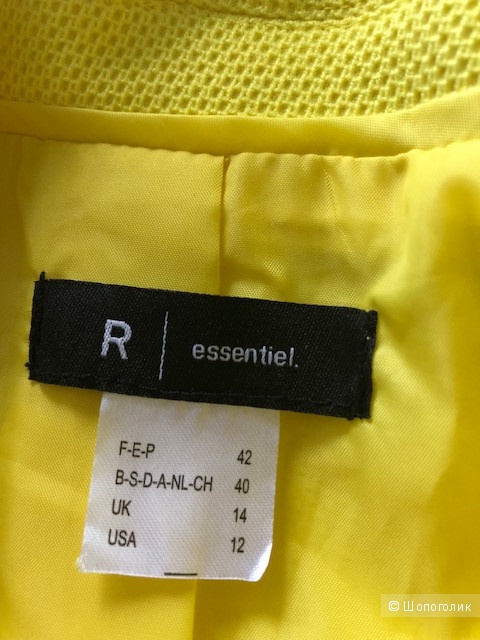 R essentiel.
F-E-P 42
B-S-D-A-NL-CH 40
UK 14
USA 12
© Шопоголик